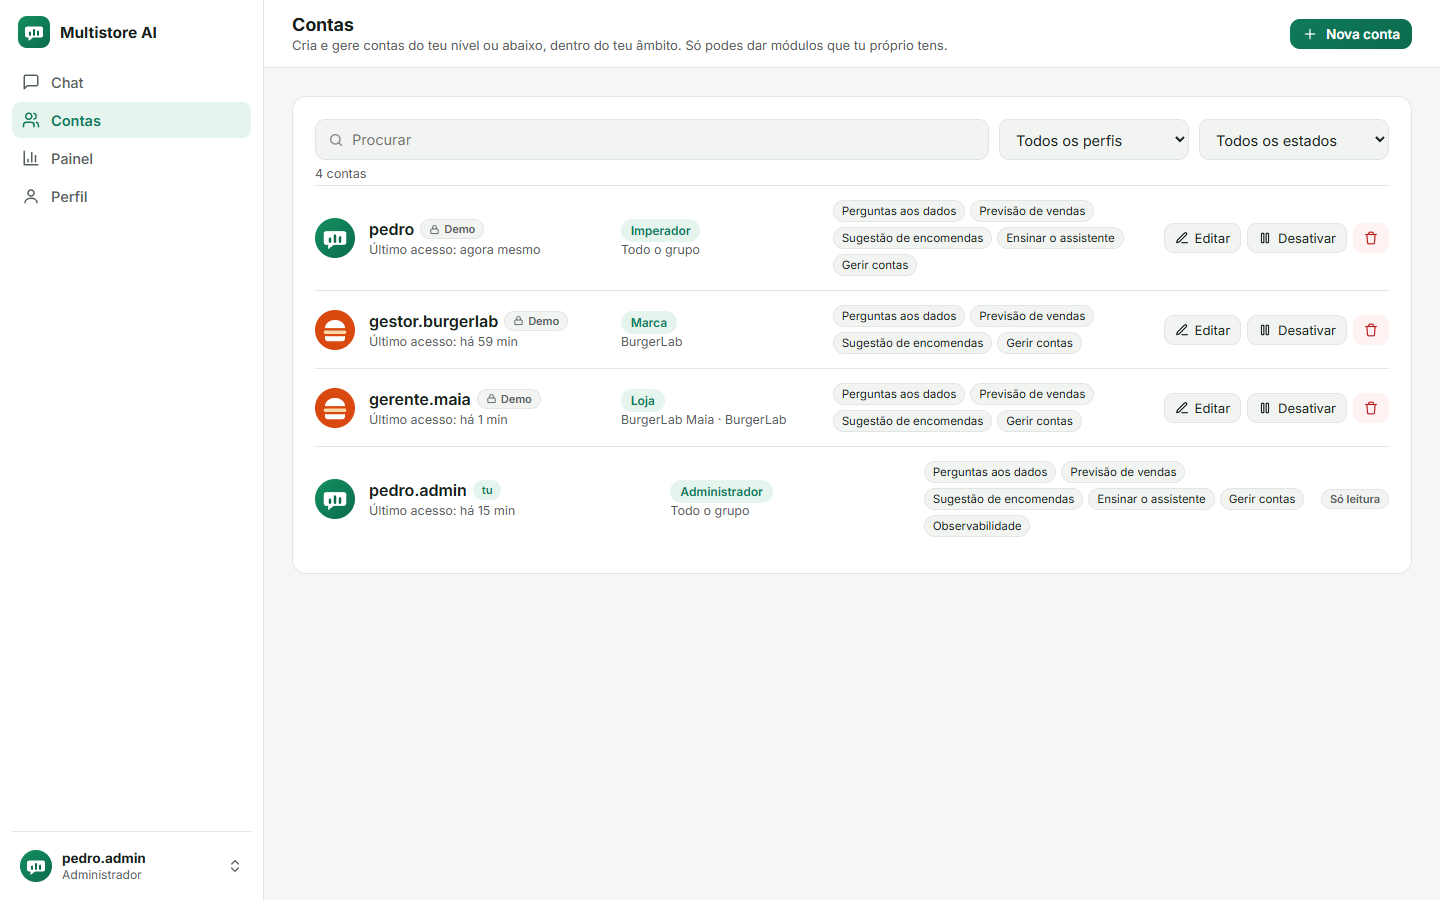 Multistore AI
Chat
Contas
Painel
Perfil
pedro.admin
Administrador
Contas
Cria e gere contas do teu nível ou abaixo, dentro do teu âmbito. Só podes dar módulos que tu próprio tens.
Nova conta
Procurar
Todos os perfis
Todos os estados
4 contas
pedro Demo
Último acesso: agora mesmo
Imperador
Todo o grupo
Perguntas aos dados Previsão de vendas
Sugestão de encomendas Ensinar o assistente
Gerir contas
Editar Desativar
gestor.burgerlab Demo
Último acesso: há 59 min
Marca
BurgerLab
Perguntas aos dados Previsão de vendas
Sugestão de encomendas Gerir contas
Editar Desativar
gerente.maia Demo
Último acesso: há 1 min
Loja
BurgerLab Maia · BurgerLab
Perguntas aos dados Previsão de vendas
Sugestão de encomendas Gerir contas
Editar Desativar
pedro.admin tu
Último acesso: há 15 min
Administrador
Todo o grupo
Perguntas aos dados Previsão de vendas
Sugestão de encomendas Ensinar o assistente Gerir contas
Observabilidade
Só leitura